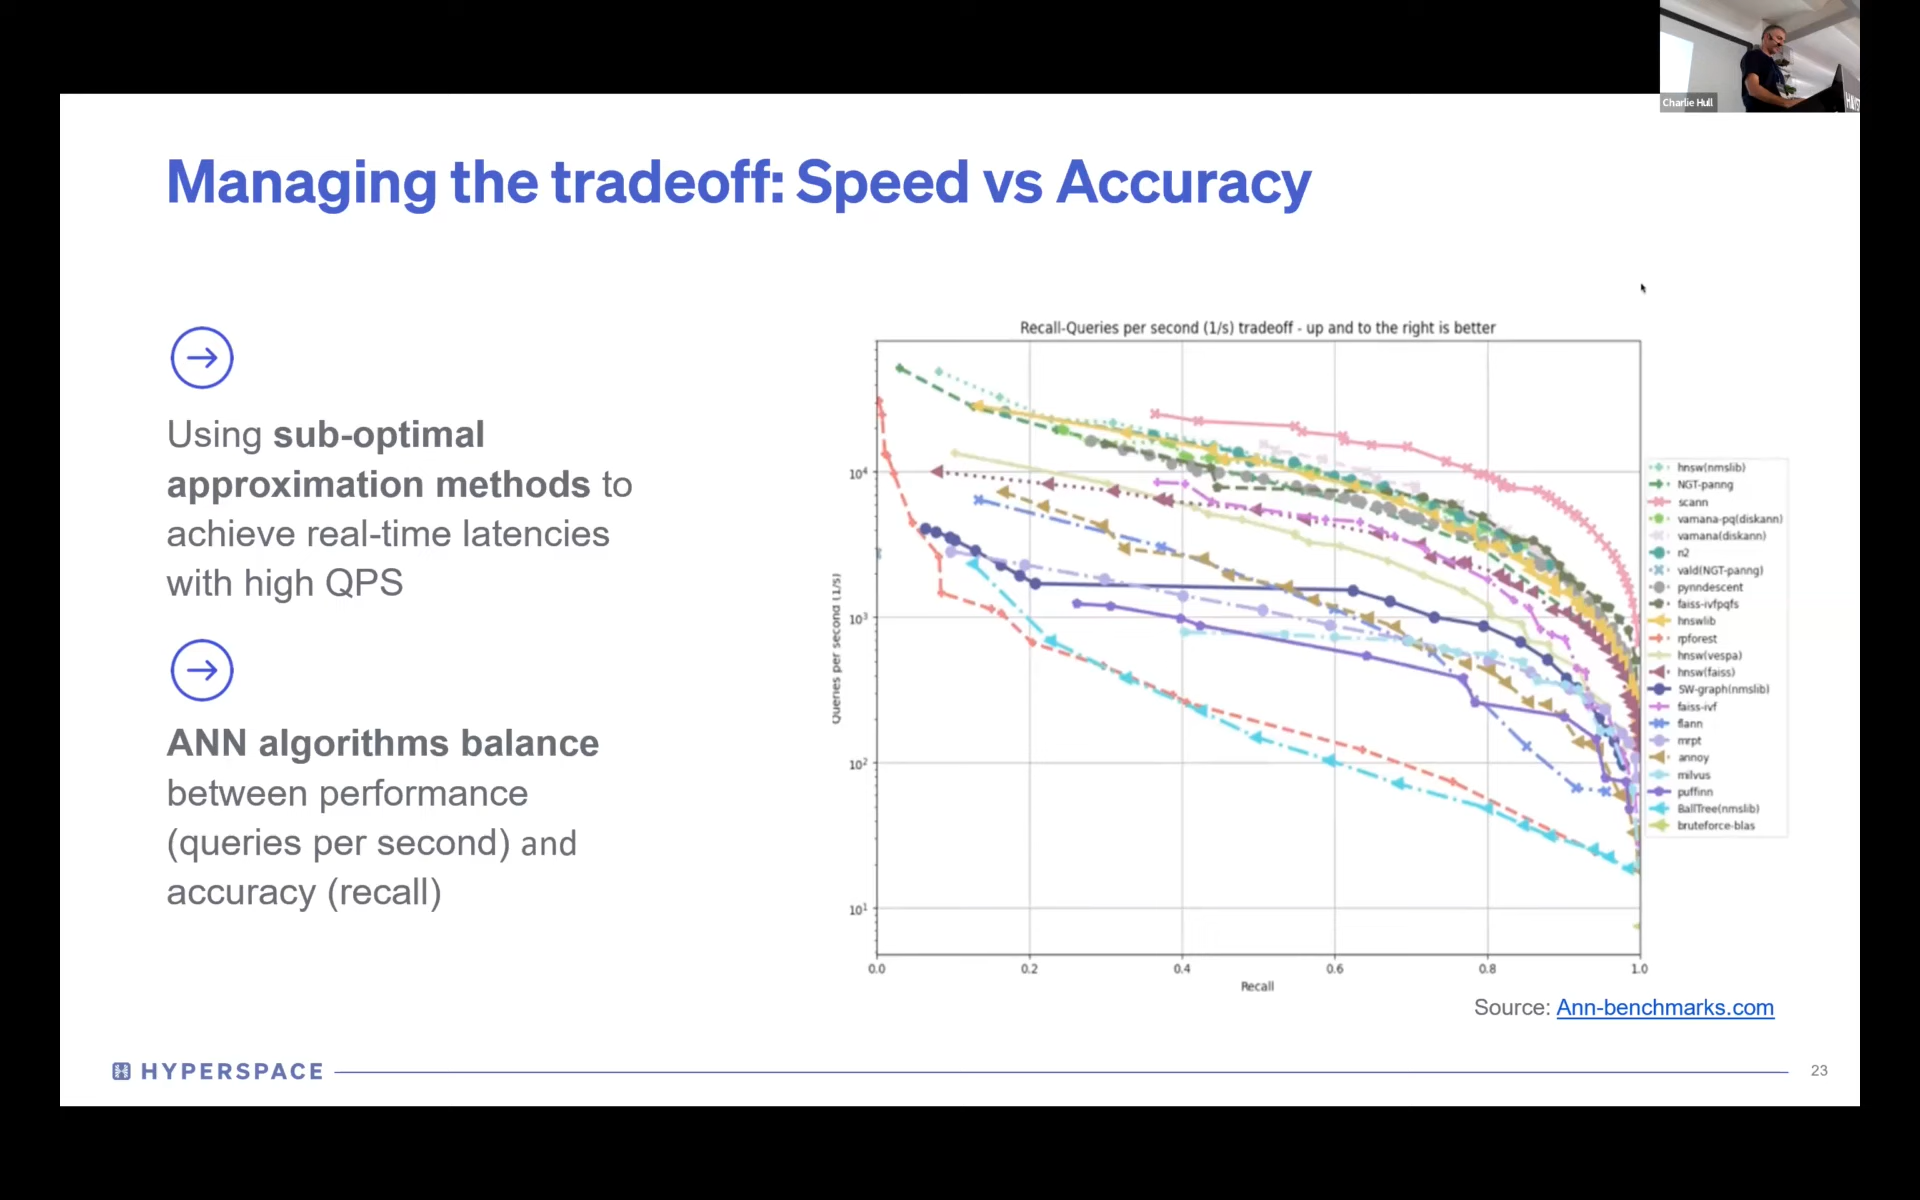 Charlie Hull
Managing the tradeoff: Speed vs Accuracy
Using sub-optimal
approximation methods to
achieve real-time latencies
with high QPS
ANN algorithms balance
between performance
(queries per second) and
accuracy (recall)
Recall-Queries per second (1/s) tradeoff - up and to the right is better
Queries per second (1/s)
10⁴
10³
10²
10¹
0.0
0.2
0.4
0.6
0.8
1.0
Recall
hnsw(nmslib)
NGT-panng
scann
vamana-pq(diskann)
vamana(diskann)
n2
vald(NGT-panng)
pynndescent
faiss-ivfpqfs
hnswlib
rpforest
hnsw(vespa)
hnsw(faiss)
SW-graph(nmslib)
faiss-ivf
flann
mrpt
annoy
milvus
puffinn
BallTree(nmslib)
bruteforce-blas
Source: Ann-benchmarks.com
HYPERSPACE
23